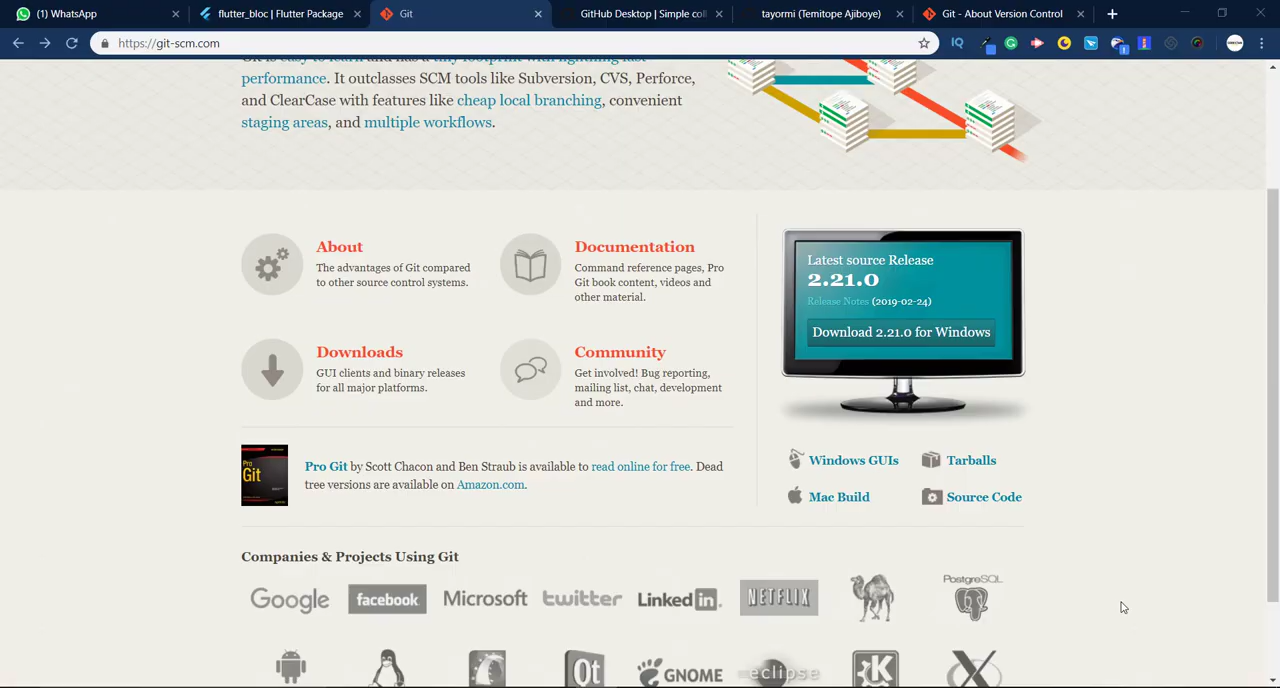 (1) WhatsApp
flutter_bloc | Flutter Package
Git
GitHub Desktop | Simple col
tayormi (Temitope Ajiboye)
Git - About Version Control
https://git-scm.com
Git is easy to learn and has a tiny footprint with lightning fast
performance. It outclasses SCM tools like Subversion, CVS, Perforce,
and ClearCase with features like cheap local branching, convenient
staging areas, and multiple workflows.
About
The advantages of Git compared
to other source control systems.
Documentation
Command reference pages, Pro
Git book content, videos and
other material.
Downloads
GUI clients and binary releases
for all major platforms.
Community
Get involved! Bug reporting,
mailing list, chat, development
and more.
Latest source Release
2.21.0
Release Notes (2019-02-24)
Download 2.21.0 for Windows
Windows GUIs
Tarballs
Mac Build
Source Code
Pro
Git
Pro Git by Scott Chacon and Ben Straub is available to read online for free. Dead
tree versions are available on Amazon.com.
Companies & Projects Using Git
Google
facebook
Microsoft
twitter
Linked in
NETFLIX
PostgreSQL
Qt
GNOME
eclipse